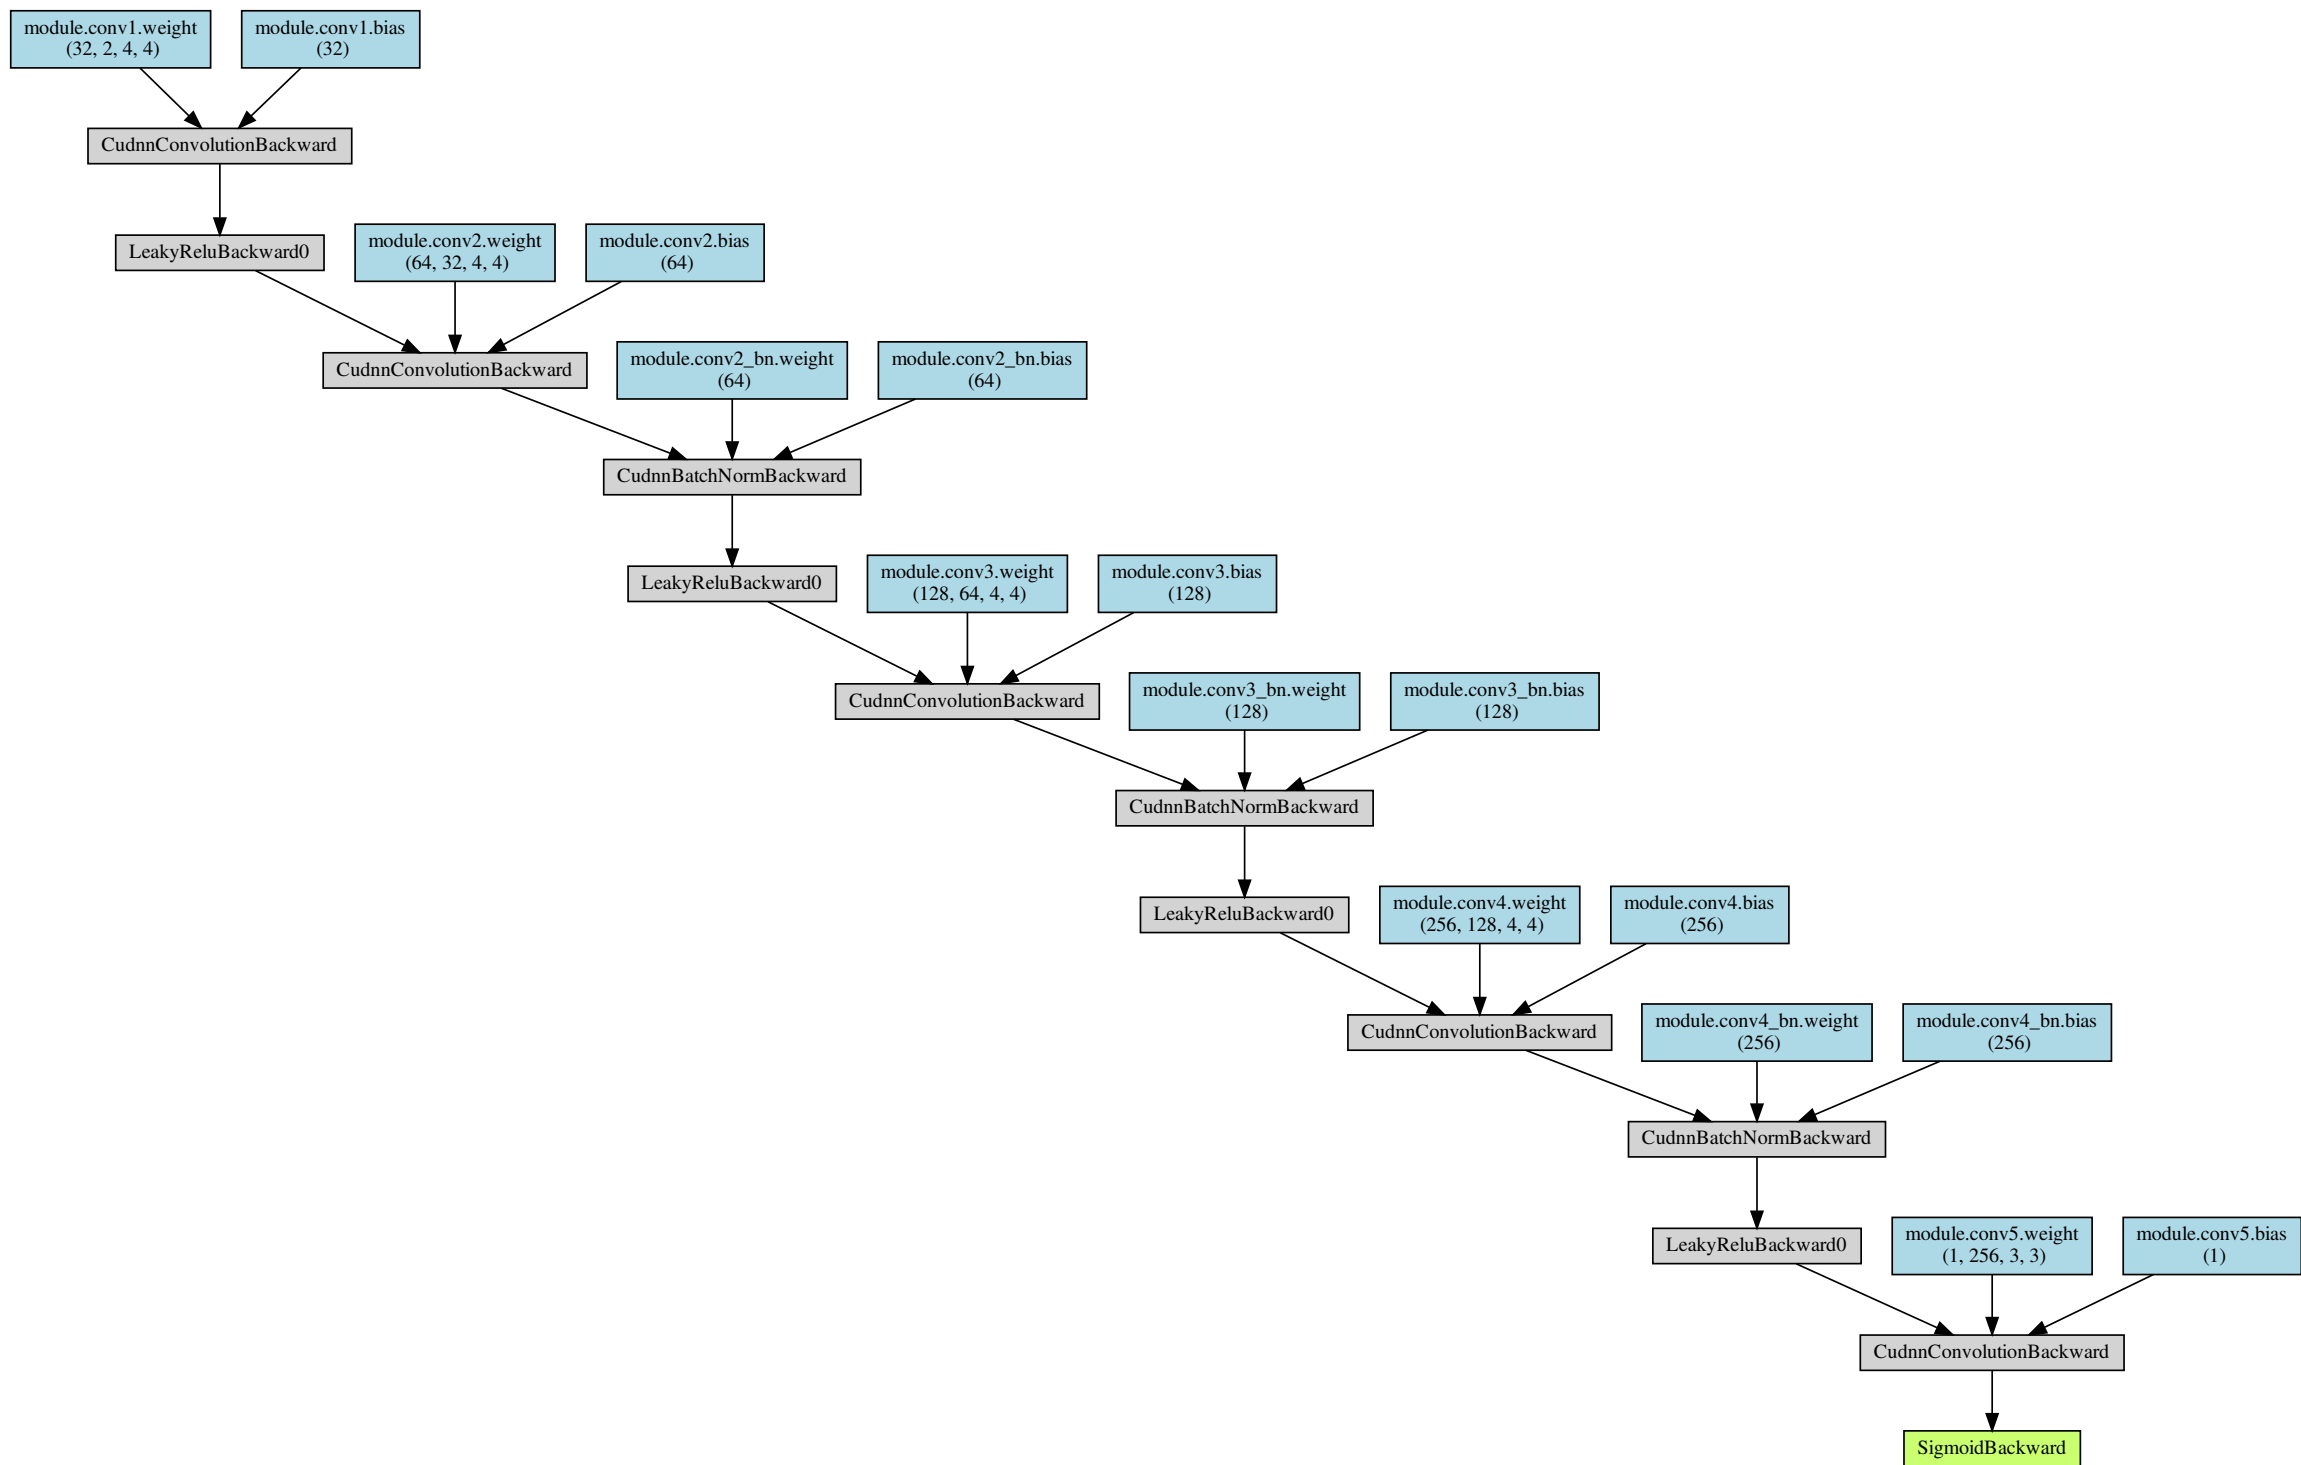 module.conv1.weight
(32, 2, 4, 4)
module.conv1.bias
(32)
CudnnConvolutionBackward
LeakyReluBackward0
module.conv2.weight
(64, 32, 4, 4)
module.conv2.bias
(64)
CudnnConvolutionBackward
module.conv2_bn.weight
(64)
module.conv2_bn.bias
(64)
CudnnBatchNormBackward
LeakyReluBackward0
module.conv3.weight
(128, 64, 4, 4)
module.conv3.bias
(128)
CudnnConvolutionBackward
module.conv3_bn.weight
(128)
module.conv3_bn.bias
(128)
CudnnBatchNormBackward
LeakyReluBackward0
module.conv4.weight
(256, 128, 4, 4)
module.conv4.bias
(256)
CudnnConvolutionBackward
module.conv4_bn.weight
(256)
module.conv4_bn.bias
(256)
CudnnBatchNormBackward
LeakyReluBackward0
module.conv5.weight
(1, 256, 3, 3)
module.conv5.bias
(1)
CudnnConvolutionBackward
SigmoidBackward